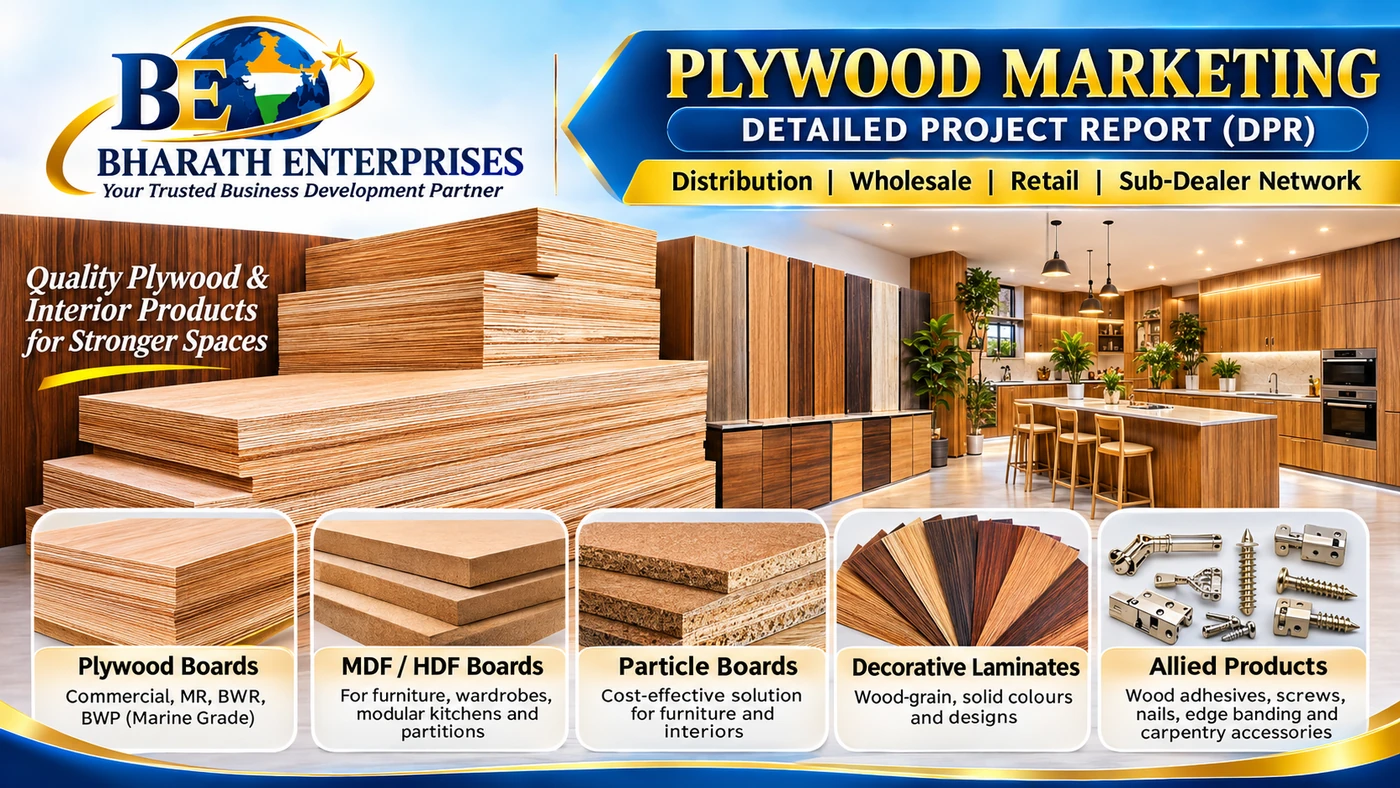 BE
BHARATH ENTERPRISES
Your Trusted Business Development Partner
PLYWOOD MARKETING
DETAILED PROJECT REPORT (DPR)
Distribution | Wholesale | Retail | Sub-Dealer Network
Quality Plywood &
Interior Products
for Stronger Spaces
Plywood Boards
Commercial, MR, BWR,
BWP (Marine Grade)
MDF / HDF Boards
For furniture, wardrobes,
modular kitchens and
partitions
Particle Boards
Cost-effective solution
for furniture and
interiors
Decorative Laminates
Wood-grain, solid colours
and designs
Allied Products
Wood adhesives, screws,
nails, edge banding and
carpentry accessories